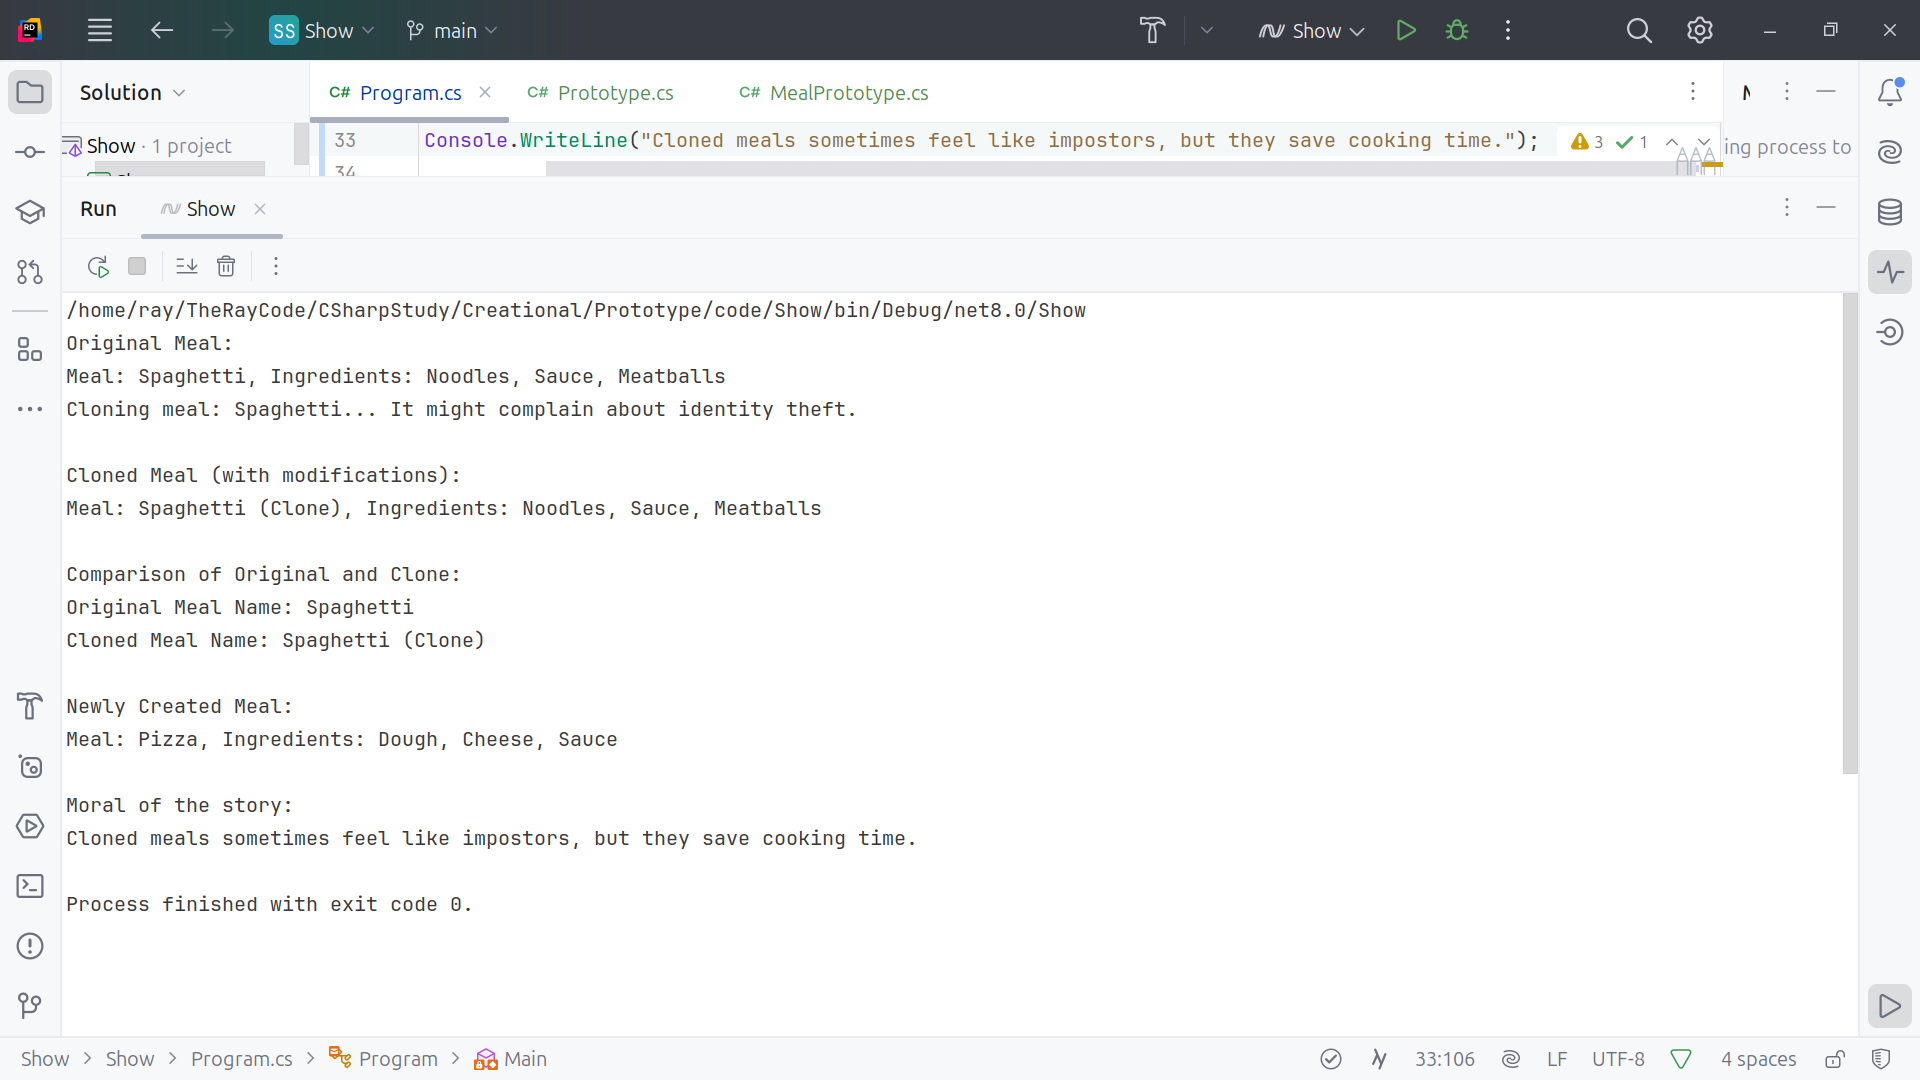 SS Show main Show
Solution
C# Program.cs C# Prototype.cs C# MealPrototype.cs
Show · 1 project
33 Console.WriteLine("Cloned meals sometimes feel like impostors, but they save cooking time."); 3 1
ing process to
34
Run Show
/home/ray/TheRayCode/CSharpStudy/Creational/Prototype/code/Show/bin/Debug/net8.0/Show
Original Meal:
Meal: Spaghetti, Ingredients: Noodles, Sauce, Meatballs
Cloning meal: Spaghetti... It might complain about identity theft.
Cloned Meal (with modifications):
Meal: Spaghetti (Clone), Ingredients: Noodles, Sauce, Meatballs
Comparison of Original and Clone:
Original Meal Name: Spaghetti
Cloned Meal Name: Spaghetti (Clone)
Newly Created Meal:
Meal: Pizza, Ingredients: Dough, Cheese, Sauce
Moral of the story:
Cloned meals sometimes feel like impostors, but they save cooking time.
Process finished with exit code 0.
Show > Show > Program.cs > Program > Main 33:106 LF UTF-8 4 spaces